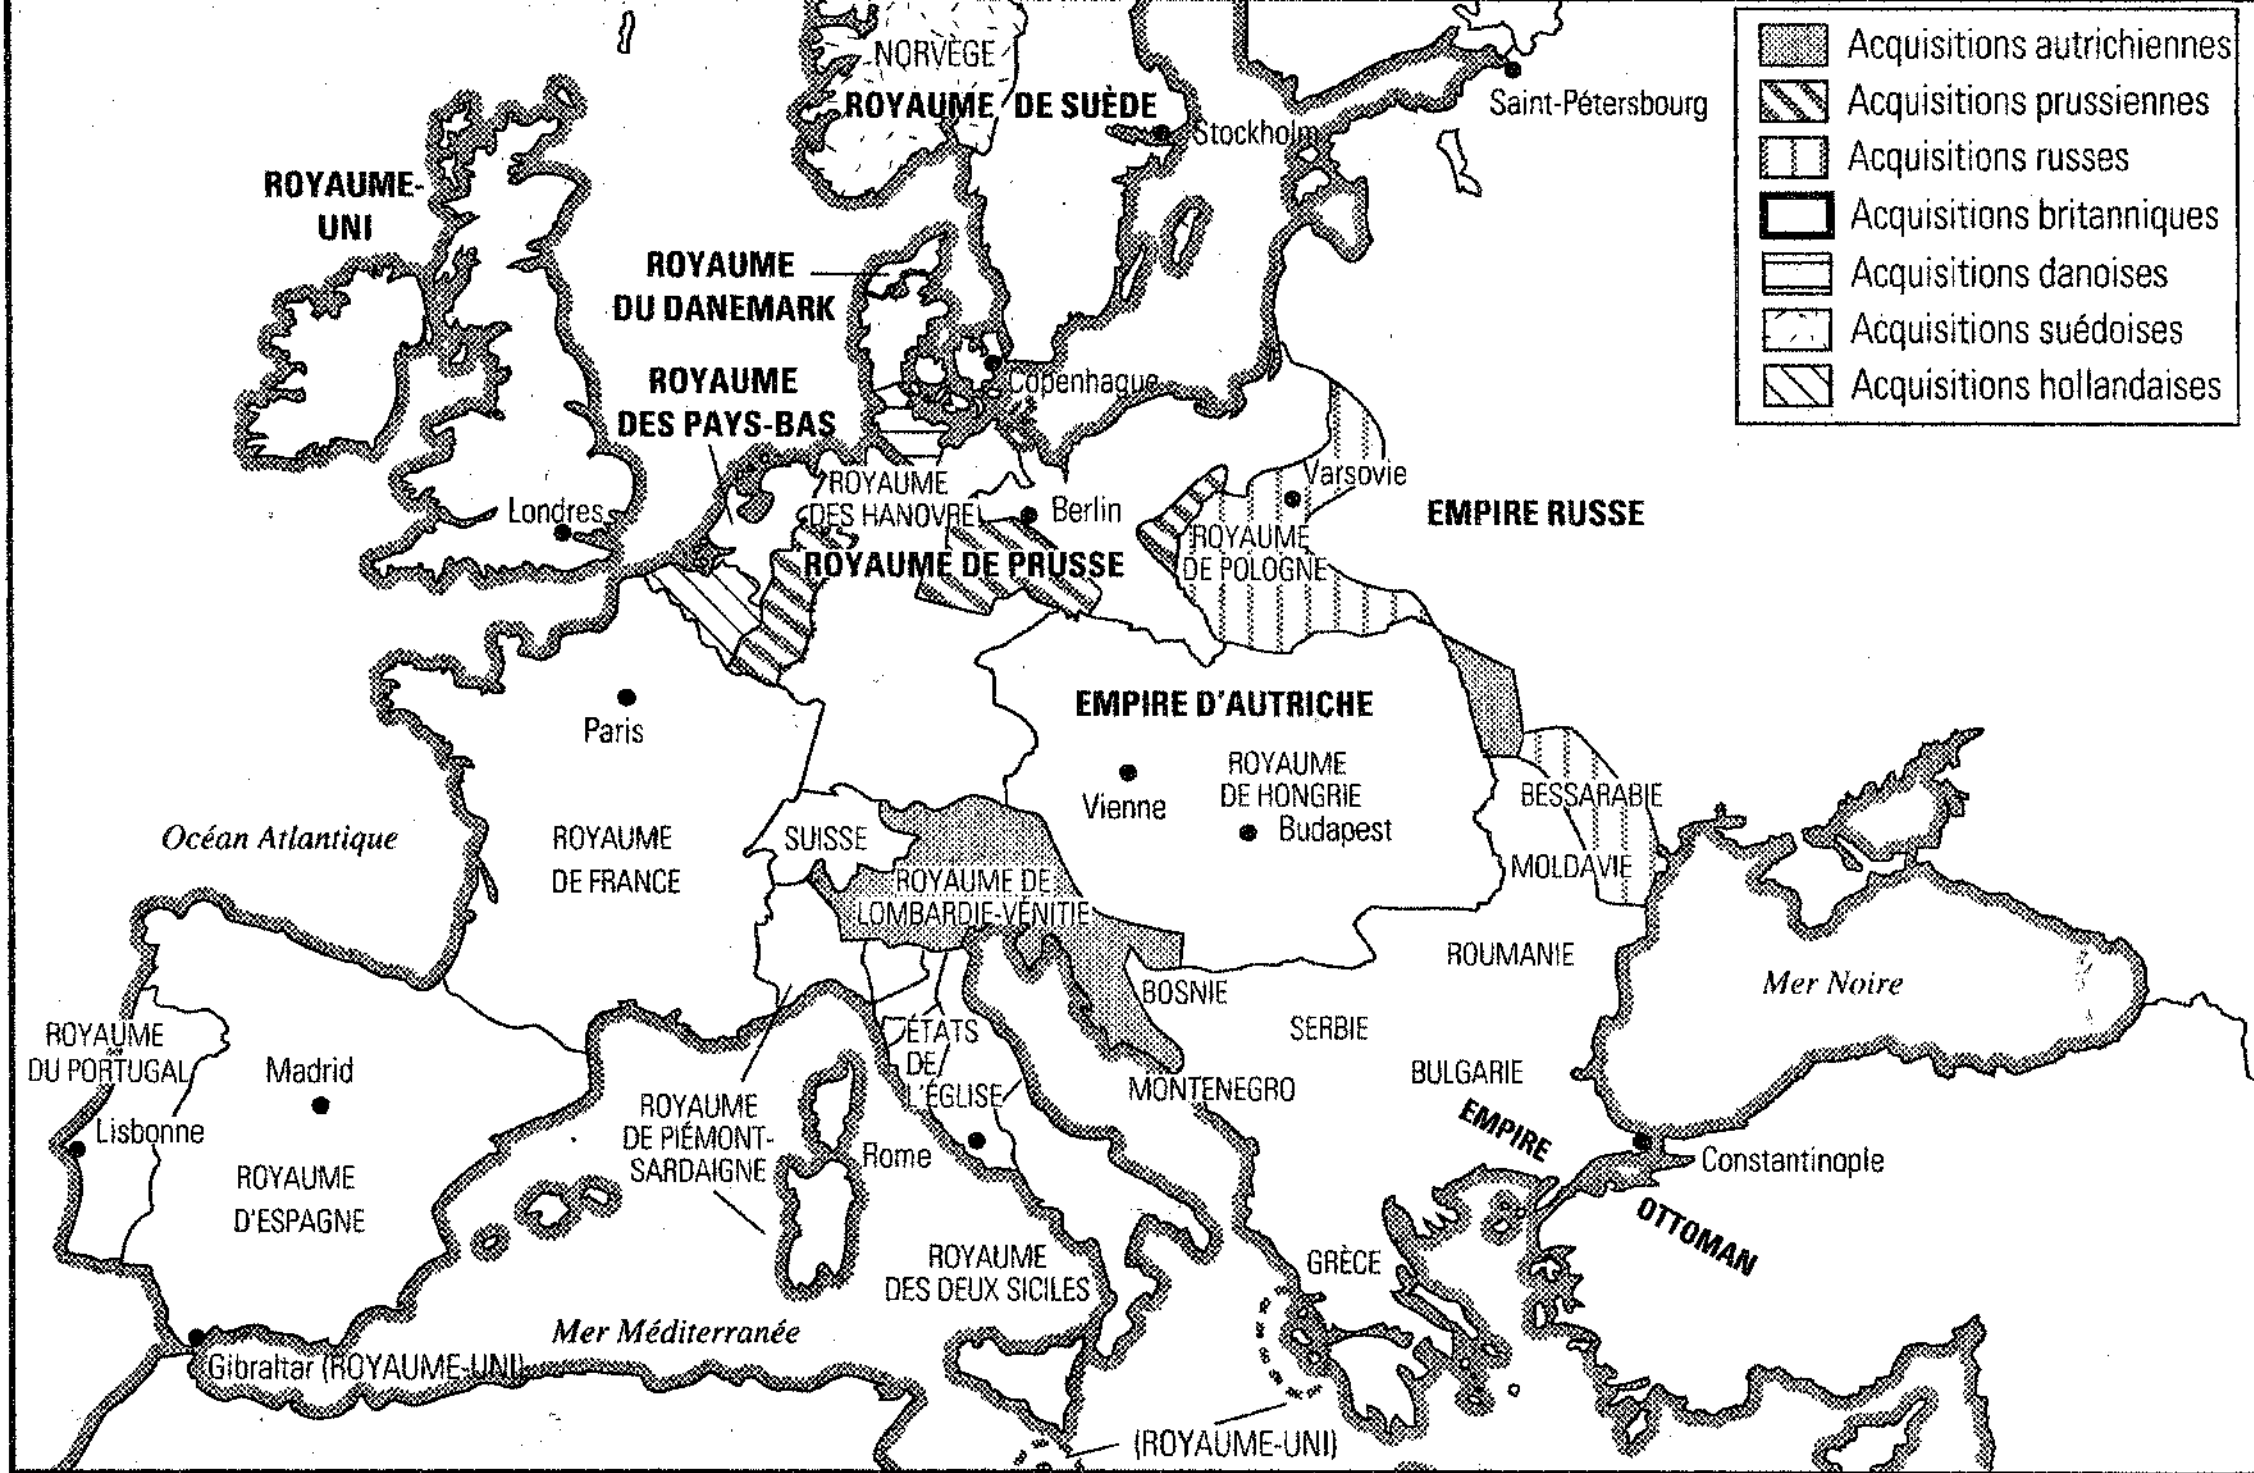 Acquisitions autrichiennes
Acquisitions prussiennes
Acquisitions russes
Acquisitions britanniques
Acquisitions danoises
Acquisitions suédoises
Acquisitions hollandaises
NORVÈGE
ROYAUME DE SUÈDE
Stockholm
Saint-Pétersbourg
ROYAUME-
UNI
ROYAUME
DU DANEMARK
Copenhague
ROYAUME
DES PAYS-BAS
Londres
ROYAUME
DES HANOVRE
Berlin
ROYAUME DE PRUSSE
Varsovie
ROYAUME
DE POLOGNE
EMPIRE RUSSE
Paris
EMPIRE D'AUTRICHE
Vienne
ROYAUME
DE HONGRIE
Budapest
BESSARABIE
MOLDAVIE
Océan Atlantique
ROYAUME
DE FRANCE
SUISSE
ROYAUME DE
LOMBARDIE-VÉNITIE
ROUMANIE
Mer Noire
BOSNIE
SERBIE
ROYAUME
DU PORTUGAL
Lisbonne
Madrid
ROYAUME
D'ESPAGNE
ÉTATS
DE
L'ÉGLISE
MONTENEGRO
BULGARIE
ROYAUME
DE PIÉMONT-
SARDAIGNE
Rome
EMPIRE
OTTOMAN
Constantinople
ROYAUME
DES DEUX SICILES
GRÈCE
Mer Méditerranée
Gibraltar (ROYAUME-UNI)
(ROYAUME-UNI)